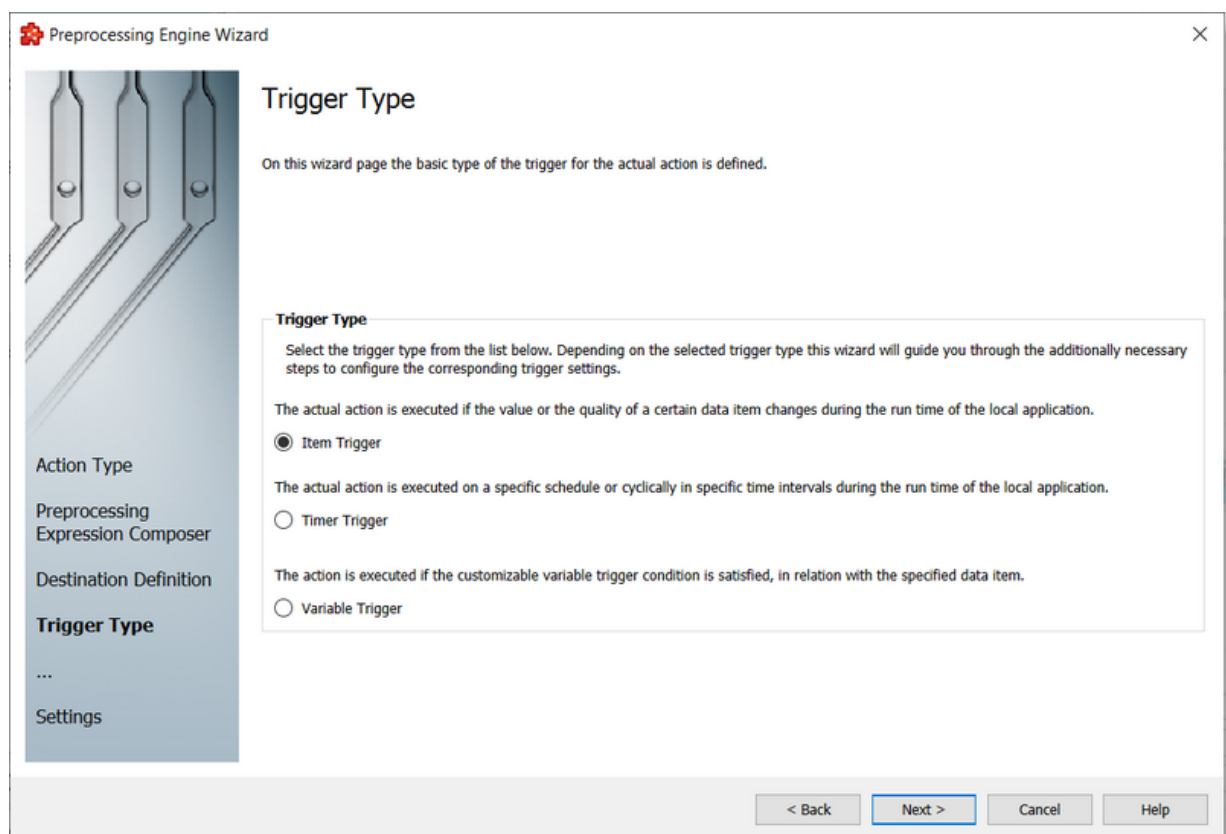 Preprocessing Engine Wizard
Trigger Type
On this wizard page the basic type of the trigger for the actual action is defined.
Trigger Type
Select the trigger type from the list below. Depending on the selected trigger type this wizard will guide you through the additionally necessary
steps to configure the corresponding trigger settings.
The actual action is executed if the value or the quality of a certain data item changes during the run time of the local application.
Item Trigger
The actual action is executed on a specific schedule or cyclically in specific time intervals during the run time of the local application.
Timer Trigger
The action is executed if the customizable variable trigger condition is satisfied, in relation with the specified data item.
Variable Trigger
Action Type
Preprocessing
Expression Composer
Destination Definition
Trigger Type
...
Settings
< Back
Next >
Cancel
Help